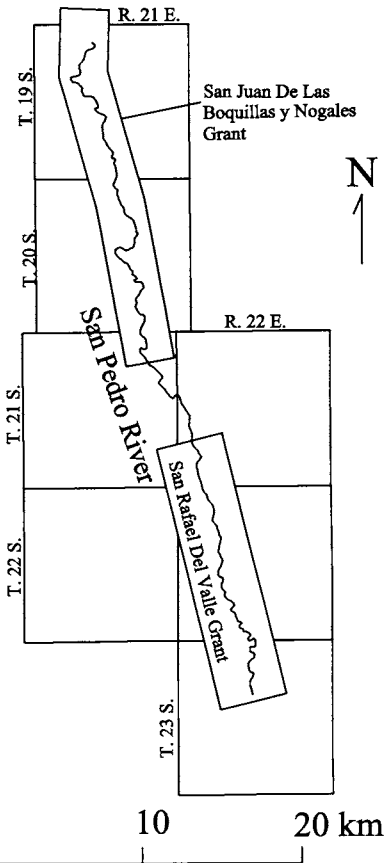 R. 21 E.
T. 19 S.
San Juan De Las
Boquillas y Nogales
Grant
N
T. 20 S.
R. 22 E.
San Pedro River
T. 21 S.
San Rafael Del Valle Grant
T. 22 S.
T. 23 S.
10
20 km